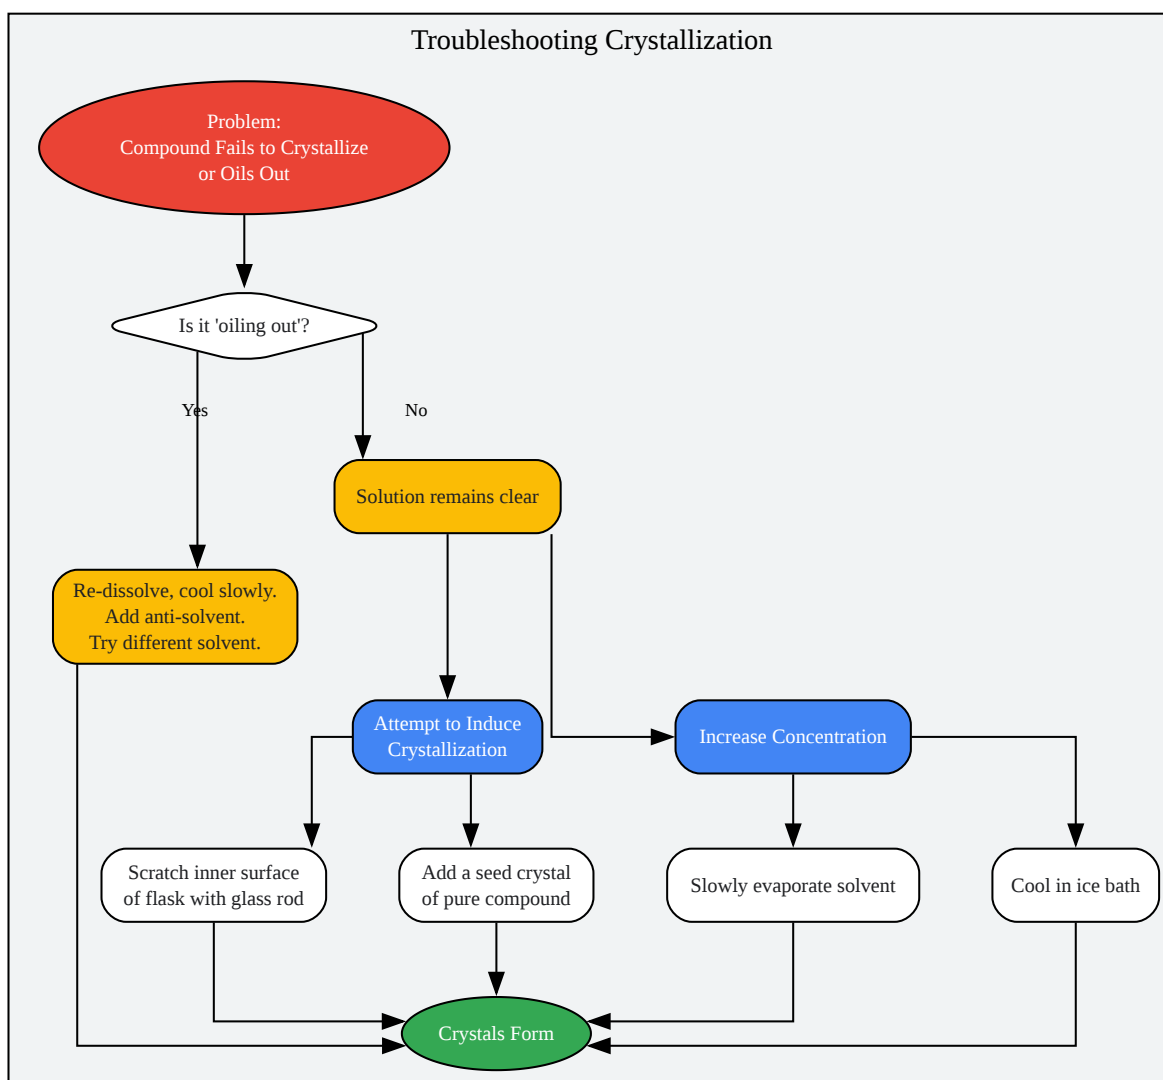 Troubleshooting Crystallization
Problem:
Compound Fails to Crystallize
or Oils Out
Is it 'oiling out'?
Yes
No
Solution remains clear
Re-dissolve, cool slowly.
Add anti-solvent.
Try different solvent.
Attempt to Induce
Crystallization
Increase Concentration
Scratch inner surface
of flask with glass rod
Add a seed crystal
of pure compound
Slowly evaporate solvent
Cool in ice bath
Crystals Form